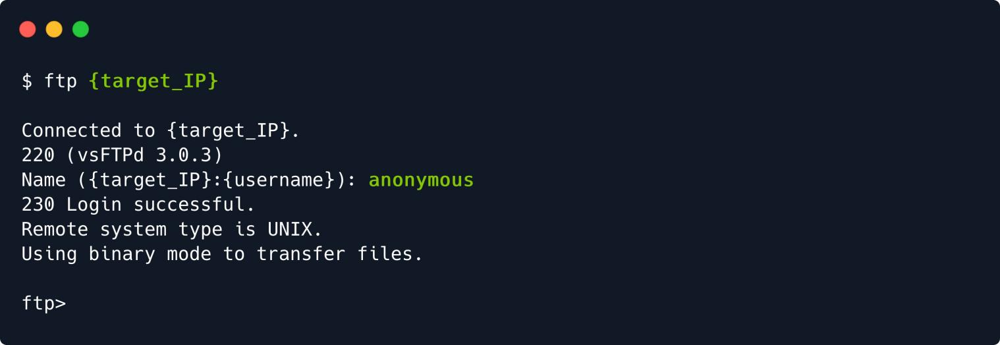 $ ftp {target_IP}
Connected to {target_IP}.
220 (vsFTPd 3.0.3)
Name ({target_IP}:{username}): anonymous
230 Login successful.
Remote system type is UNIX.
Using binary mode to transfer files.
ftp>